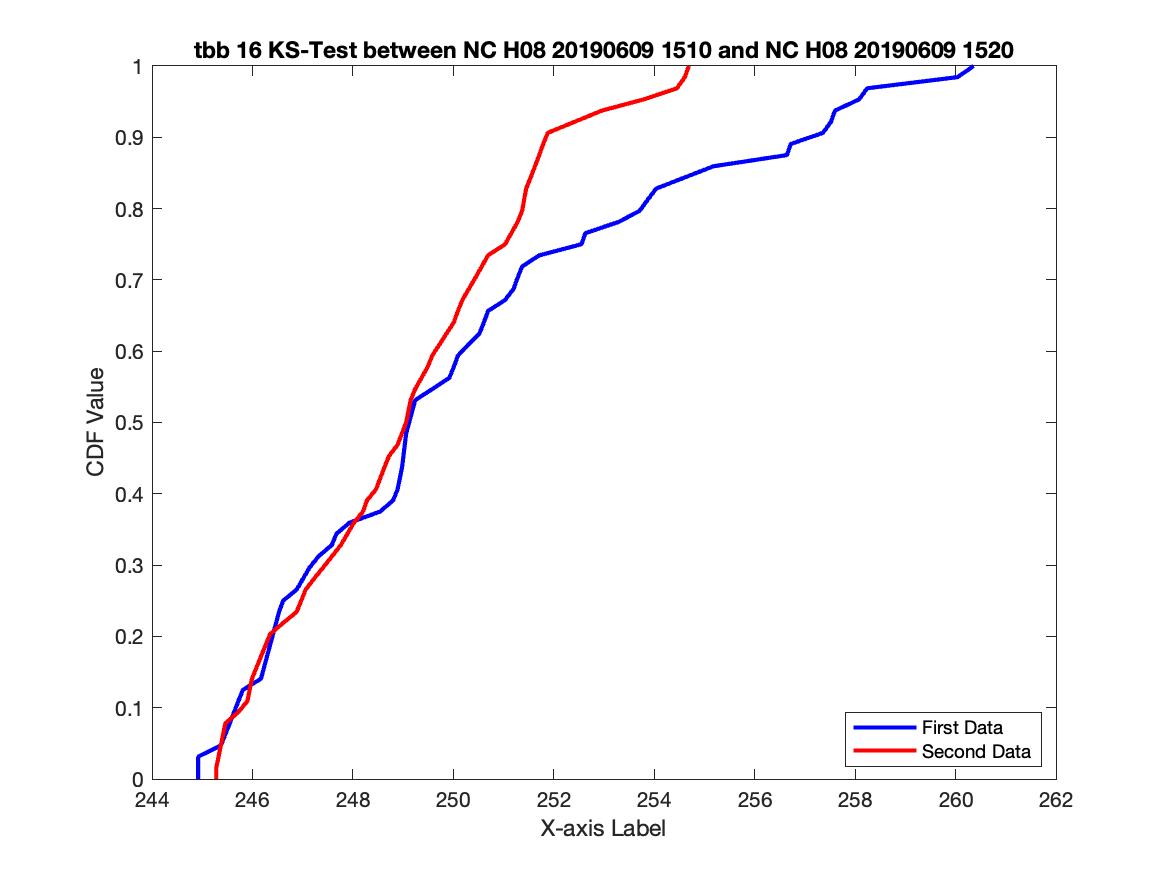 tbb 16 KS-Test between NC H08 20190609 1510 and NC H08 20190609 1520
1
0.9
0.8
0.7
0.6
0.5
0.4
0.3
0.2
0.1
0
CDF Value
First Data
Second Data
244 246 248 250 252 254 256 258 260 262
X-axis Label